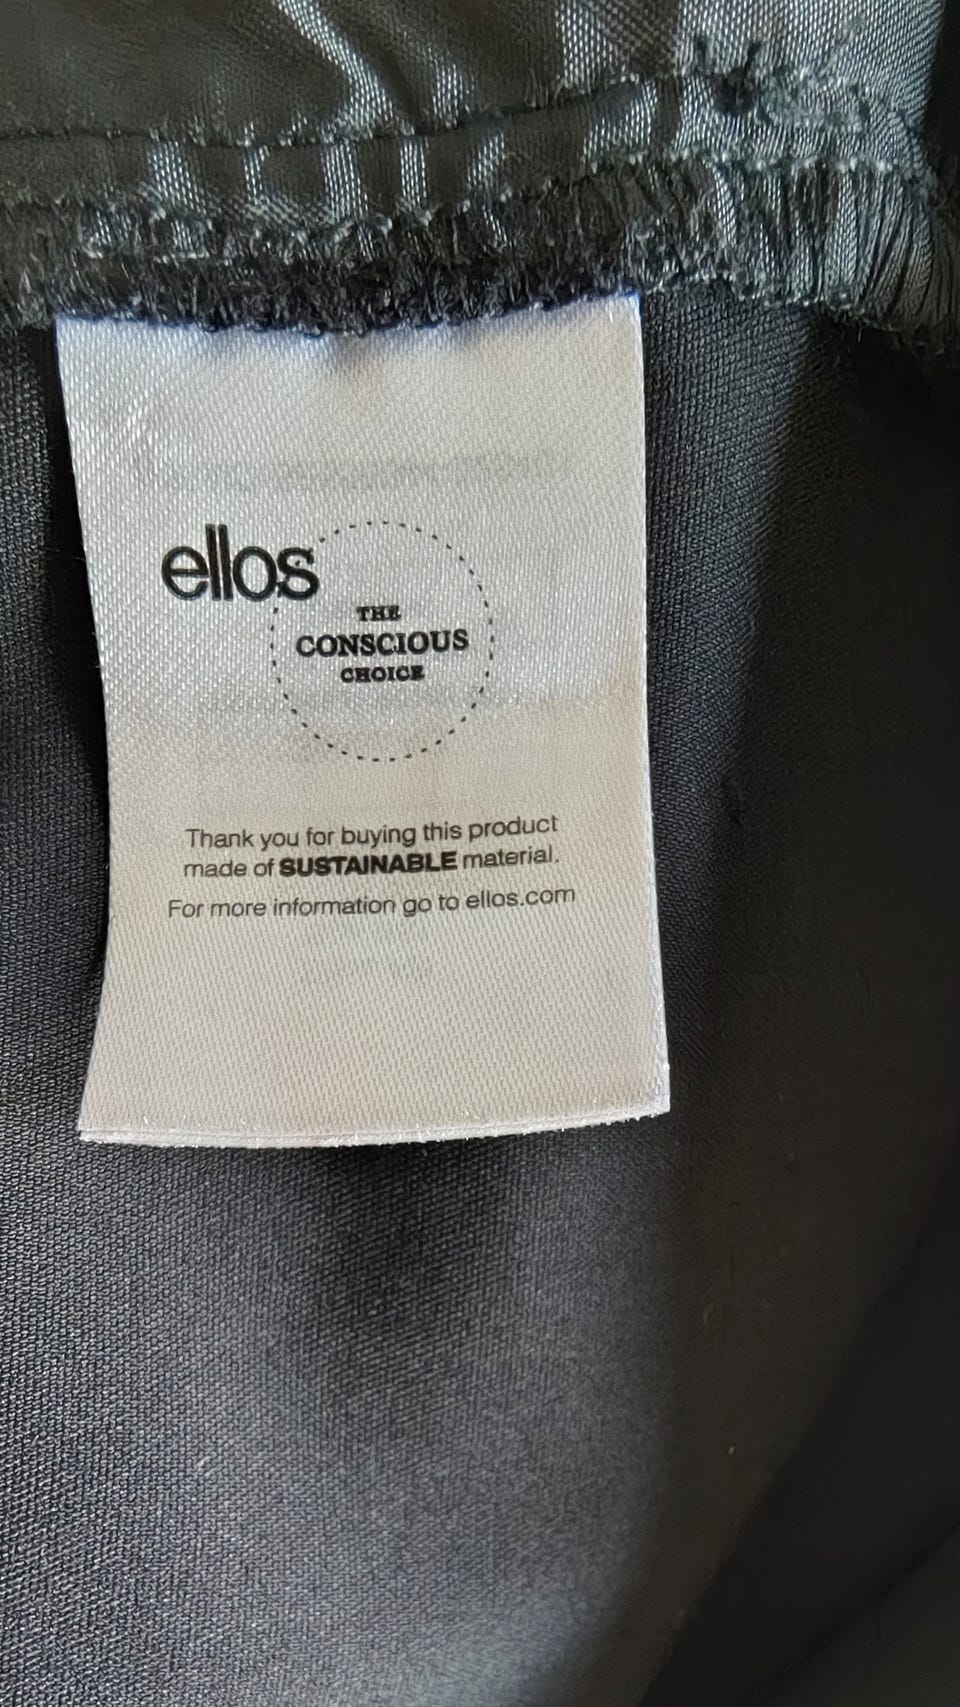 ellos
THE
CONSCIOUS
CHOICE
Thank you for buying this product
made of SUSTAINABLE material.
For more information go to ellos.com